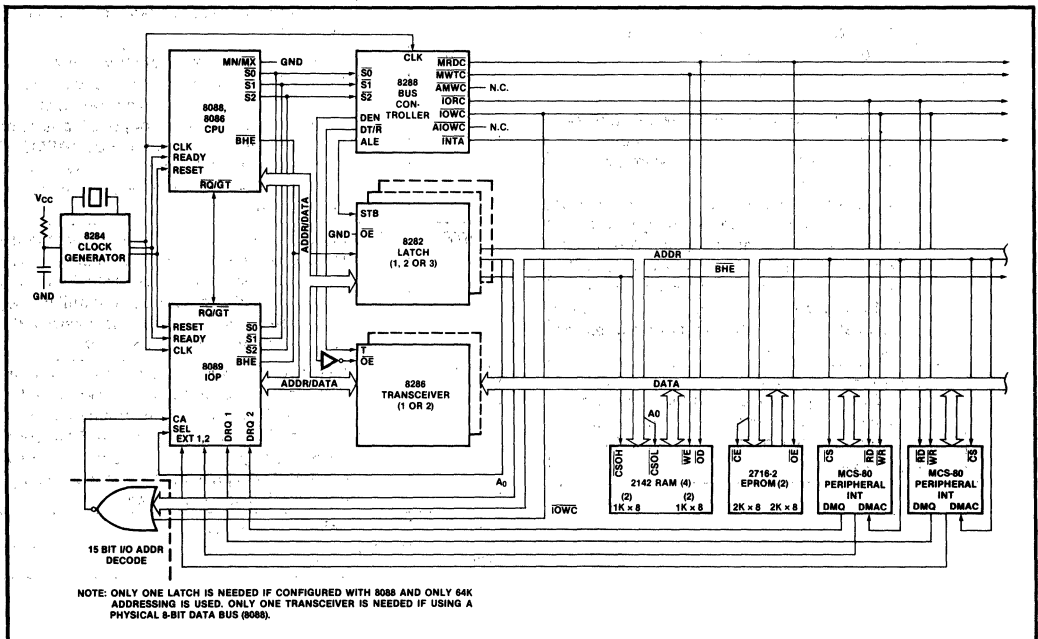 MN/MX
GND
S0
S1
S2
8088,
8086
CPU
BHE
CLK
READY
RESET
RQ/GT
CLK
8288
BUS
CON-
TROLLER
S0
S1
S2
DEN
DT/R
ALE
MRDC
MWTC
AMWC
N.C.
IORC
IOWC
AIOWC
N.C.
INTA
VCC
8284
CLOCK
GENERATOR
GND
ADDR/DATA
STB
GND
OE
8282
LATCH
(1, 2 OR 3)
ADDR
BHE
RQ/GT
RESET
READY
CLK
S0
S1
S2
BHE
8089
IOP
CA
SEL
EXT 1,2
DRQ 1
DRQ 2
ADDR/DATA
T
OE
8286
TRANSCEIVER
(1 OR 2)
DATA
A0
CSOH
CSOL
WE
OD
2142 RAM (4)
(2)
1K × 8
(2)
1K × 8
CE
OE
2716-2
EPROM (2)
2K × 8
2K × 8
CS
RD
WR
MCS-80
PERIPHERAL
INT
DMQ
DMAC
RD
WR
CS
MCS-80
PERIPHERAL
INT
DMQ
DMAC
A0
IOWC
15 BIT I/O ADDR
DECODE
NOTE: ONLY ONE LATCH IS NEEDED IF CONFIGURED WITH 8088 AND ONLY 64K
ADDRESSING IS USED. ONLY ONE TRANSCEIVER IS NEEDED IF USING A
PHYSICAL 8-BIT DATA BUS (8088).